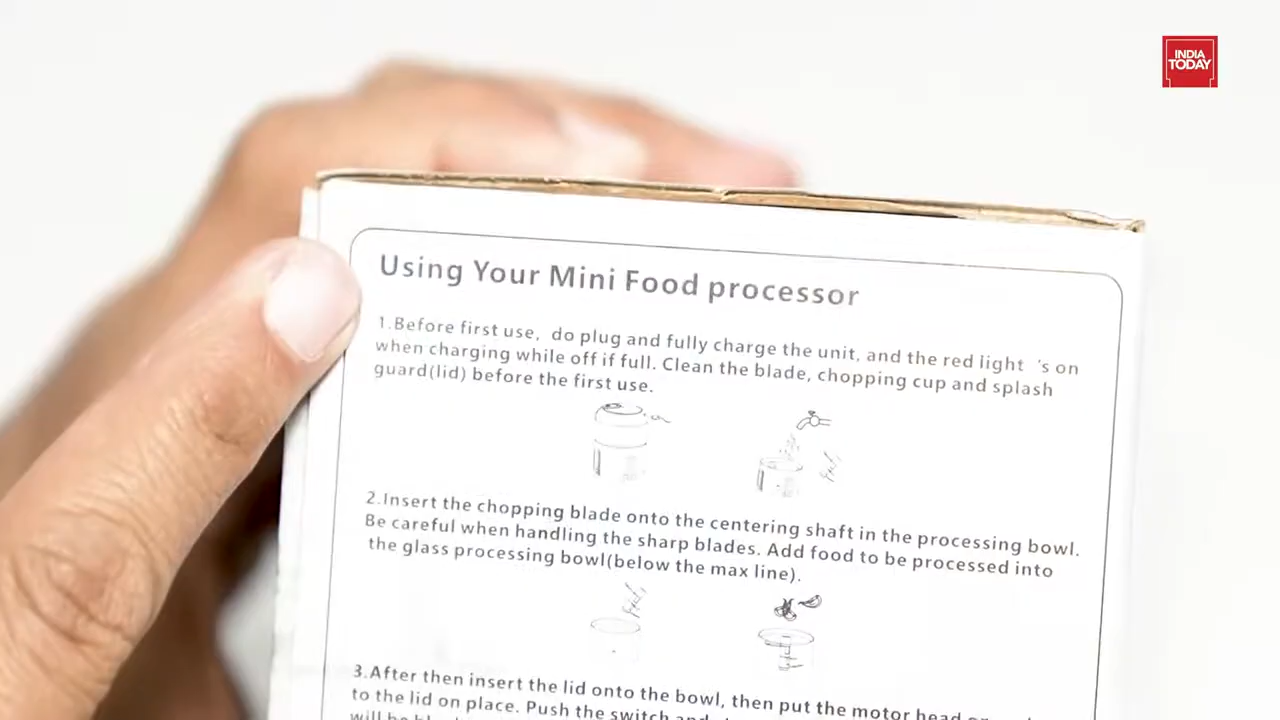 INDIA
TODAY
Using Your Mini Food processor
1.Before first use, do plug and fully charge the unit, and the red light 's on
when charging while off if full. Clean the blade, chopping cup and splash
guard(lid) before the first use.
2.Insert the chopping blade onto the centering shaft in the processing bowl.
Be careful when handling the sharp blades. Add food to be processed into
the glass processing bowl(below the max line).
3.After then insert the lid onto the bowl, then put the motor head
to the lid on place. Push the switch and
will be